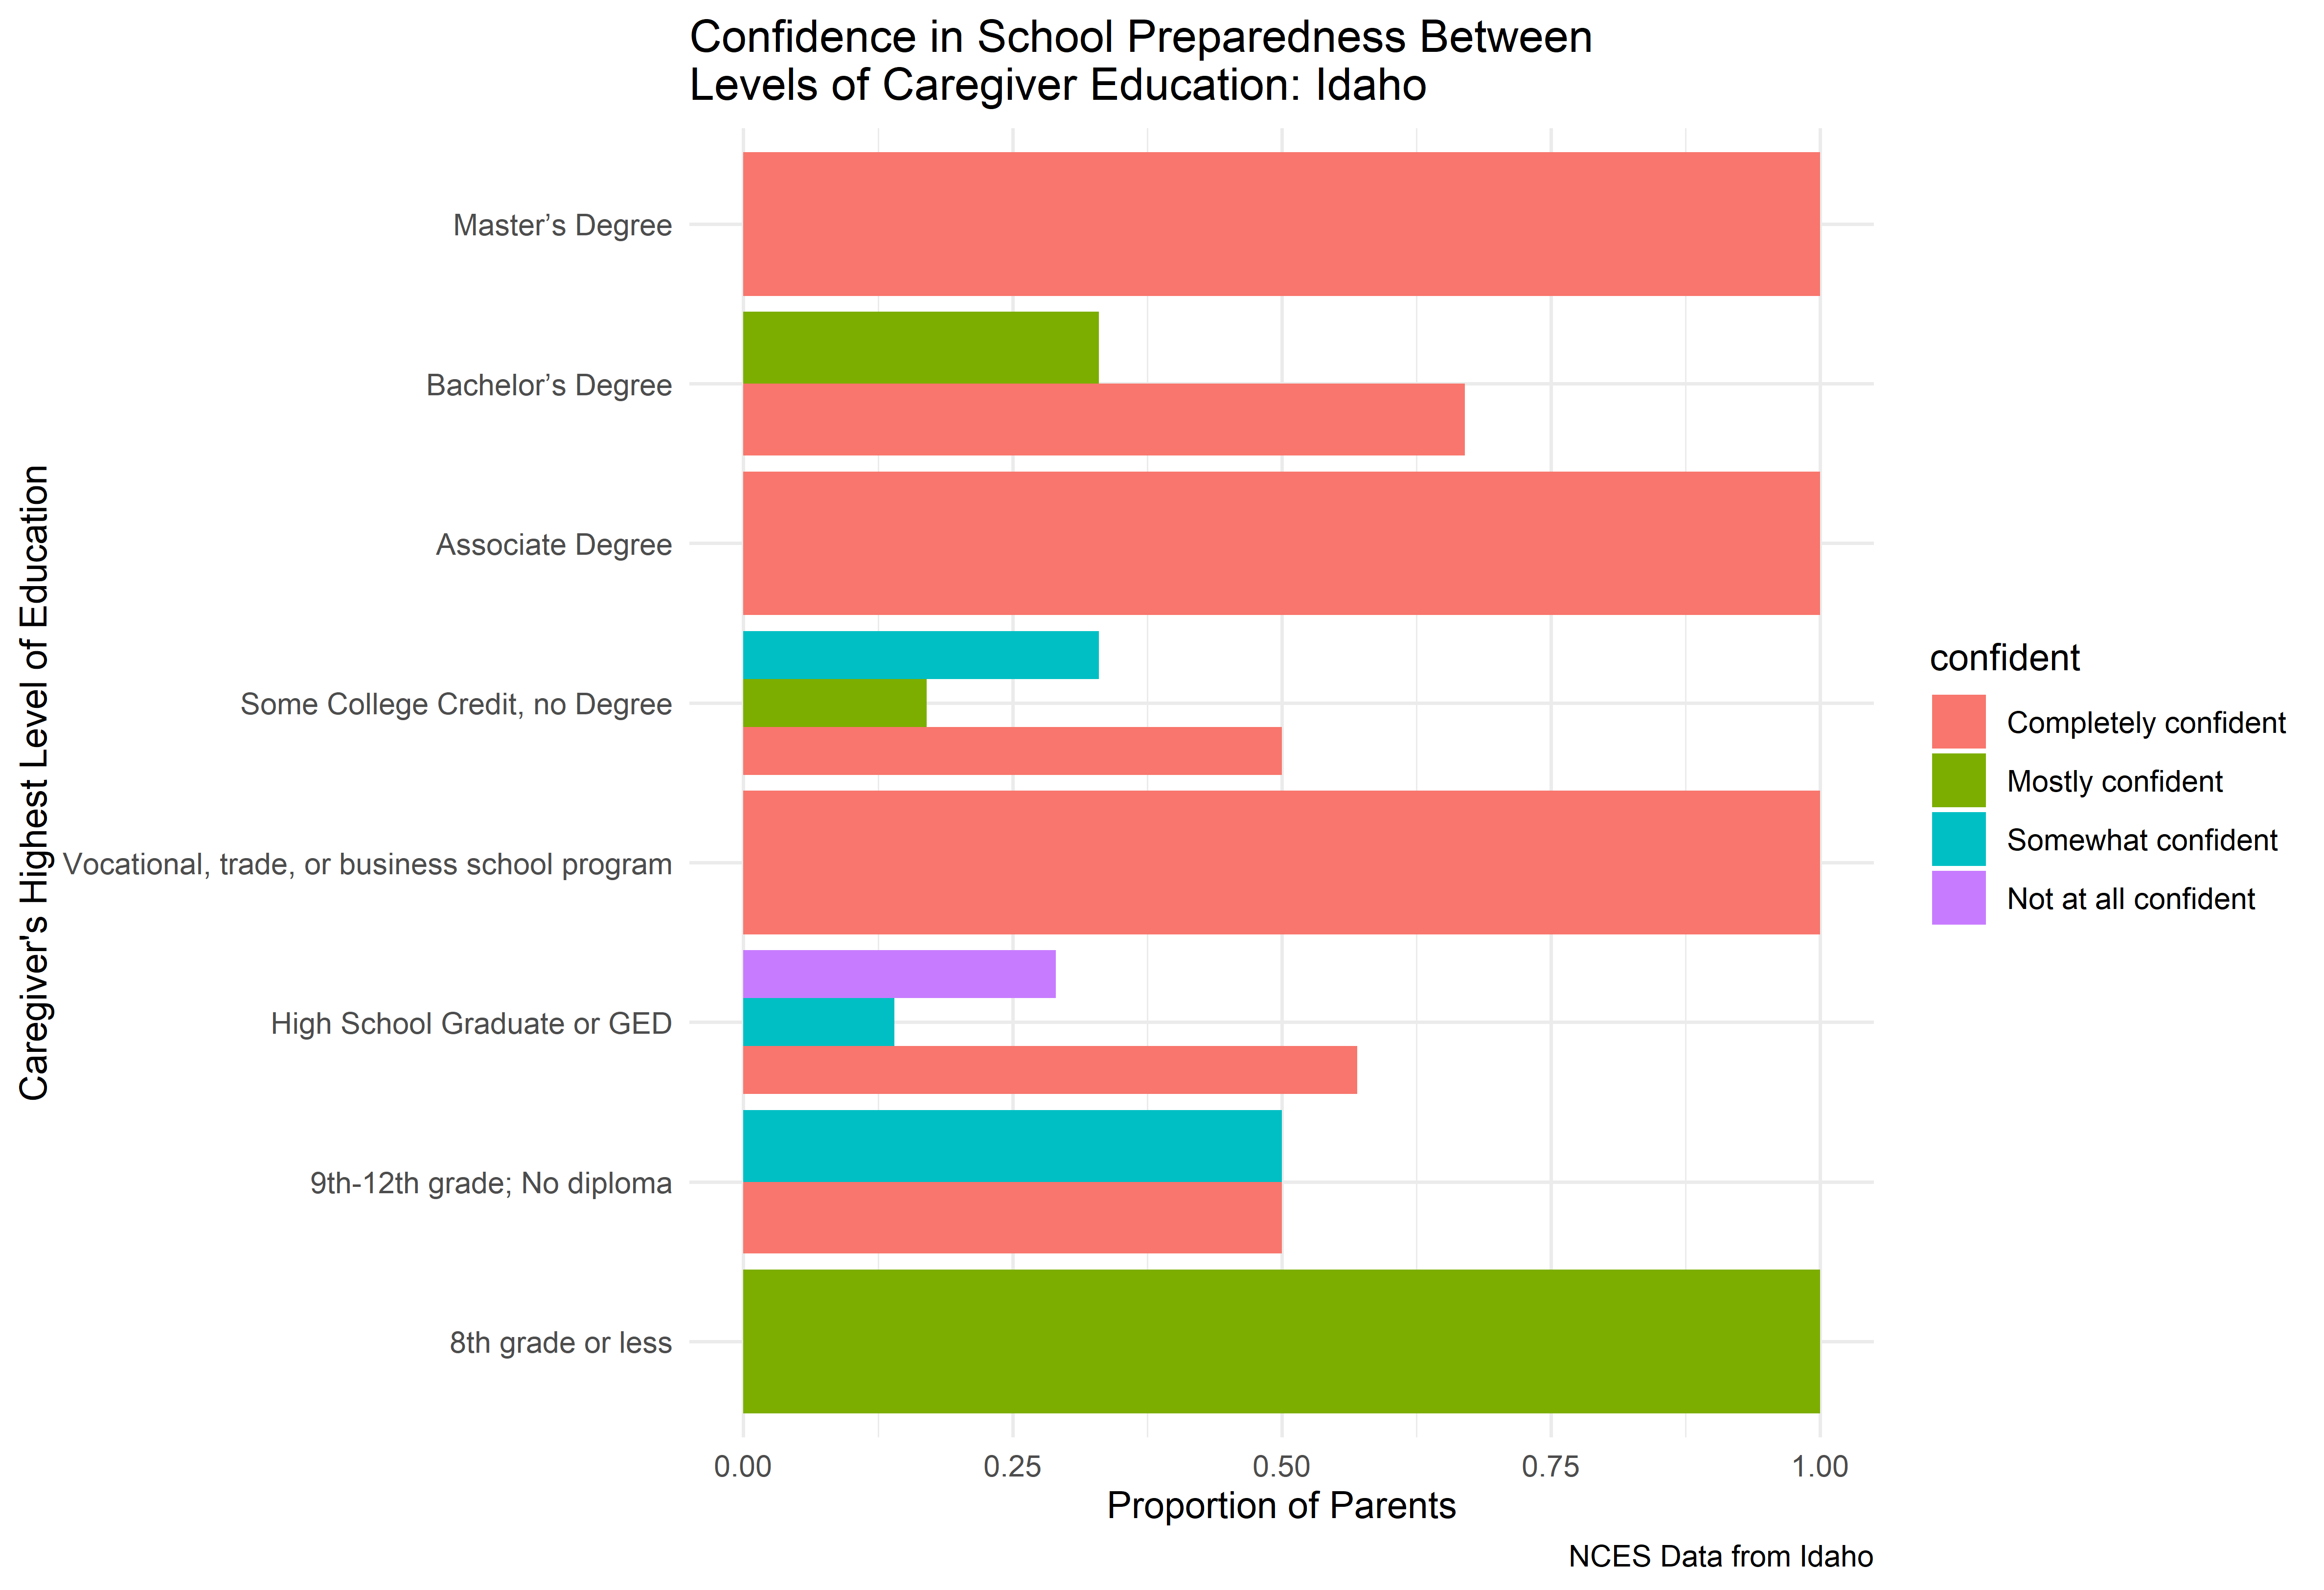 Confidence in School Preparedness Between
Levels of Caregiver Education: Idaho
Caregiver's Highest Level of Education
Master’s Degree
Bachelor’s Degree
Associate Degree
Some College Credit, no Degree
Vocational, trade, or business school program
High School Graduate or GED
9th-12th grade; No diploma
8th grade or less
0.00 0.25 0.50 0.75 1.00
Proportion of Parents
confident
Completely confident
Mostly confident
Somewhat confident
Not at all confident
NCES Data from Idaho